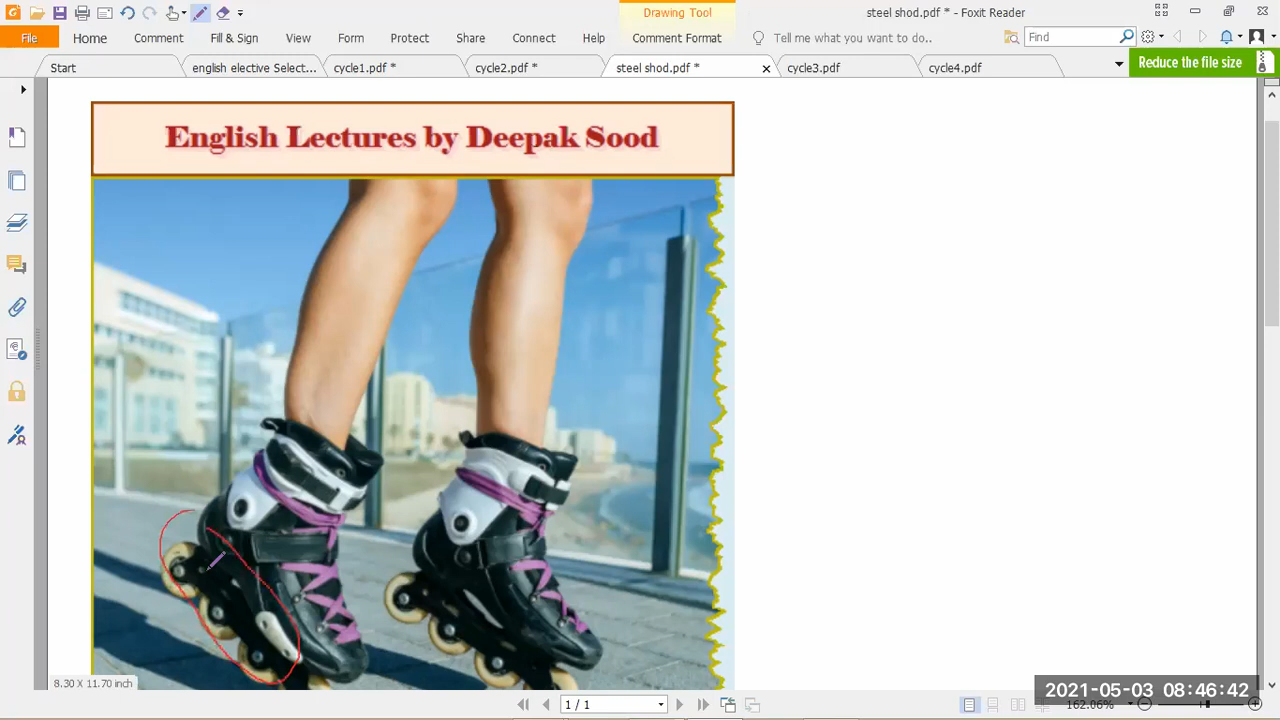 Drawing Tool
steel shod.pdf * - Foxit Reader
File
Home
Comment
Fill & Sign
View
Form
Protect
Share
Connect
Help
Comment Format
Tell me what you want to do..
Find
Start
english elective Select...
cycle1.pdf *
cycle2.pdf *
steel shod.pdf *
cycle3.pdf
cycle4.pdf
Reduce the file size
English Lectures by Deepak Sood
8.30 X 11.70 inch
1 / 1
2021-05-03 08:46:42
162.06%